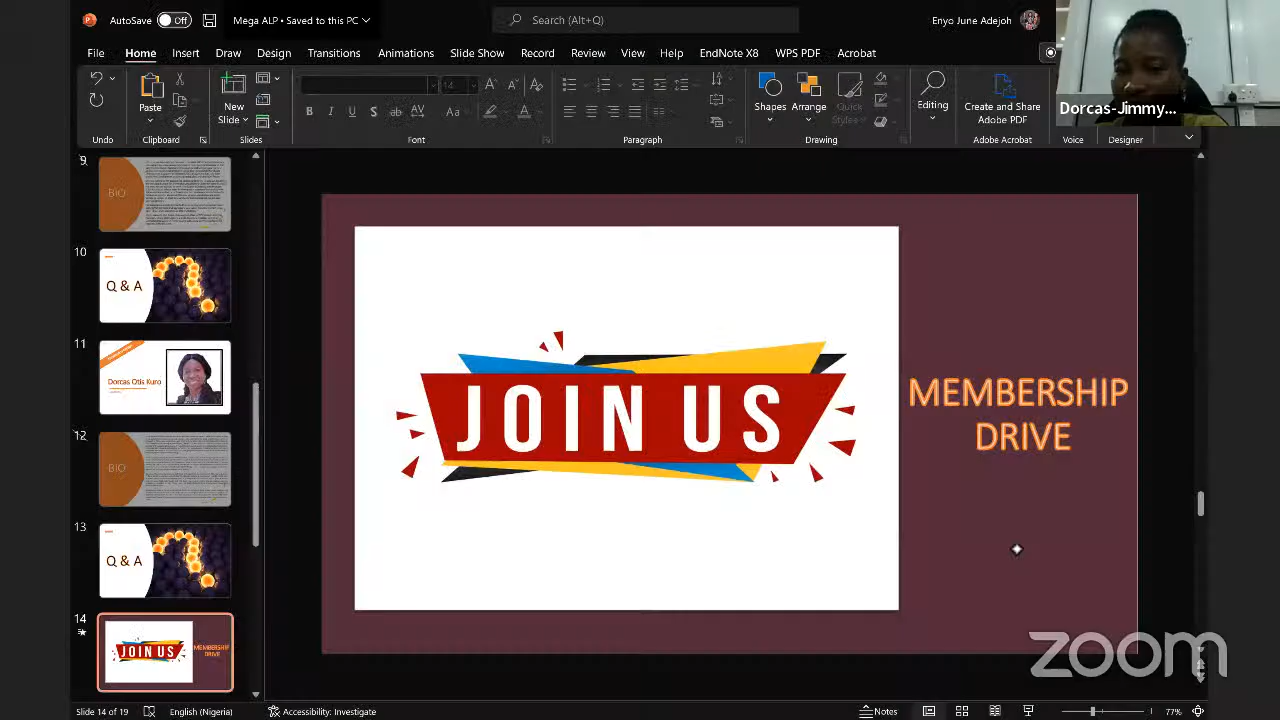 AutoSave Off
Mega ALP • Saved to this PC
Search (Alt+Q)
Enyo June Adejoh
File Home Insert Draw Design Transitions Animations Slide Show Record Review View Help EndNote X8 WPS PDF Acrobat
Dorcas-Jimmy...
Paste
New
Slide
Shapes
Arrange
Quick
Styles
Editing
Create and Share
Adobe PDF
Undo
Clipboard
Slides
Font
Paragraph
Drawing
Adobe Acrobat
Voice
Designer
9
BIO
10
Q & A
11
Dorcas Otis Kuro
12
BIO
13
Q & A
14
JOIN US
MEMBERSHIP
DRIVE
JOIN US
MEMBERSHIP
DRIVE
zoom
Slide 14 of 19
English (Nigeria)
Accessibility: Investigate
Notes
77%